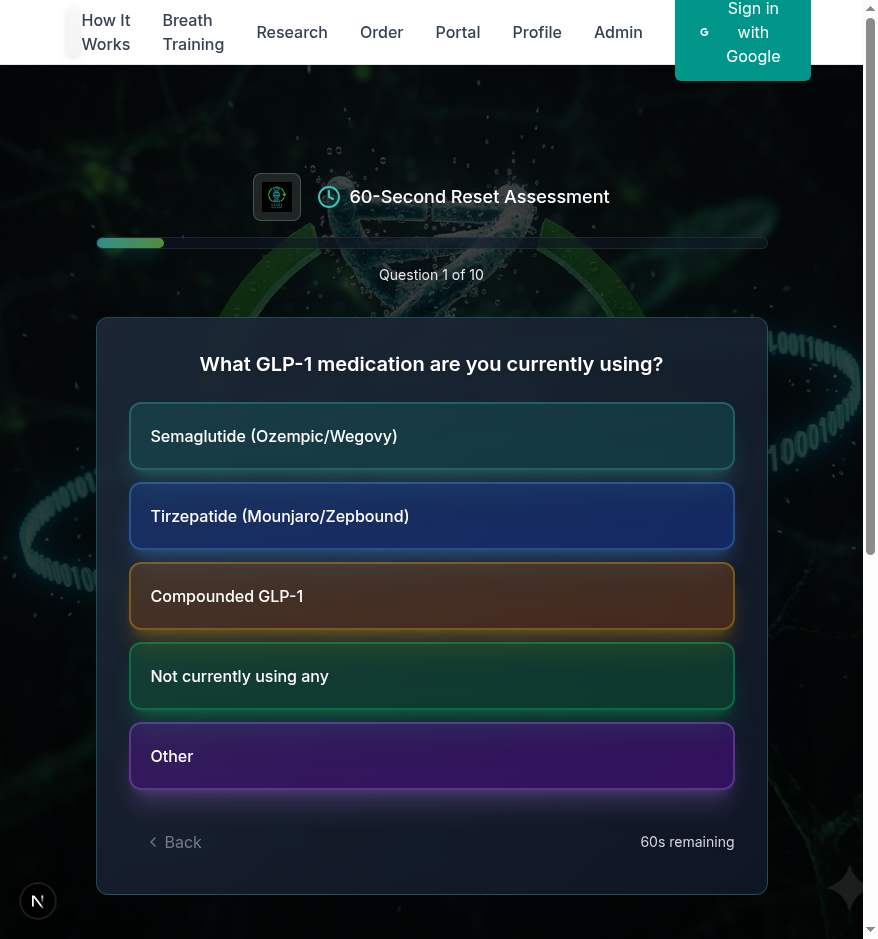 How It Works
Breath Training
Research
Order
Portal
Profile
Admin
Sign in with Google
60-Second Reset Assessment
Question 1 of 10
What GLP-1 medication are you currently using?
Semaglutide (Ozempic/Wegovy)
Tirzepatide (Mounjaro/Zepbound)
Compounded GLP-1
Not currently using any
Other
Back
60s remaining
N